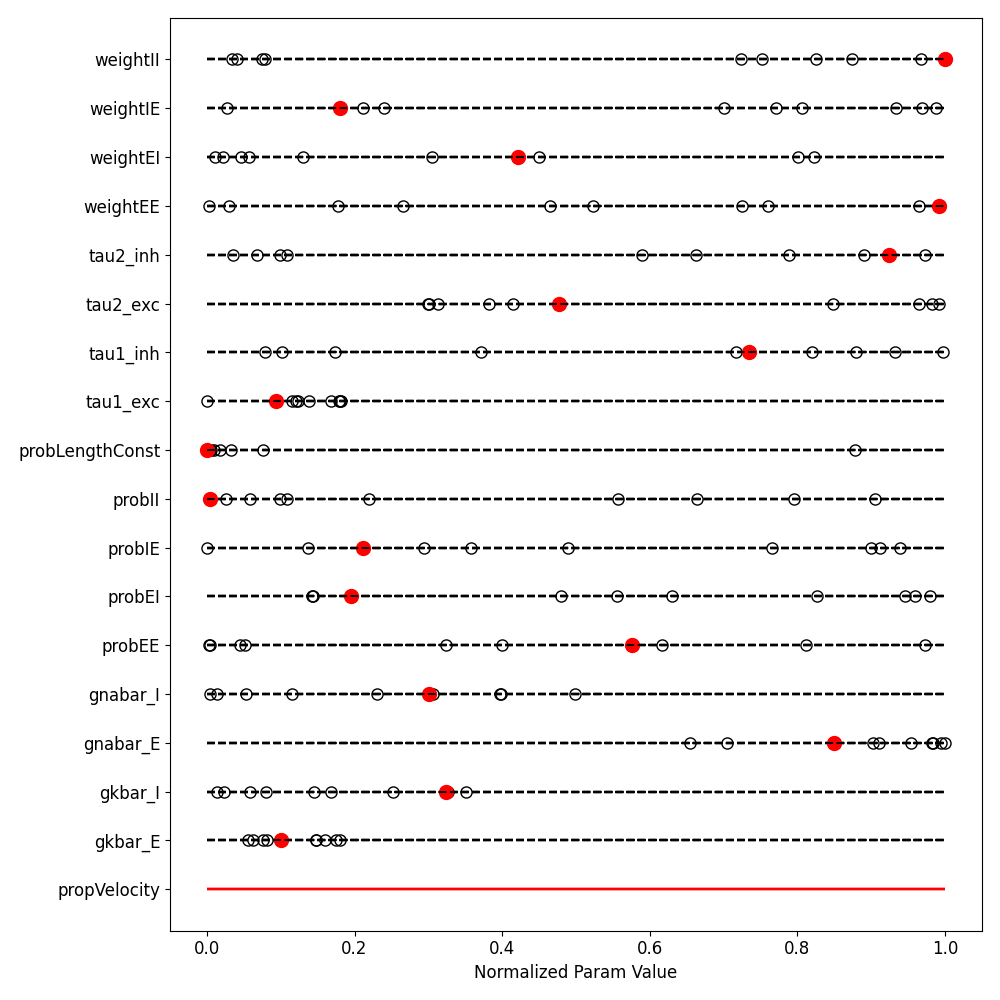 weightII
weightIE
weightEI
weightEE
tau2_inh
tau2_exc
tau1_inh
tau1_exc
probLengthConst
probII
probIE
probEI
probEE
gnabar_I
gnabar_E
gkbar_I
gkbar_E
propVelocity
0.0 0.2 0.4 0.6 0.8 1.0
Normalized Param Value